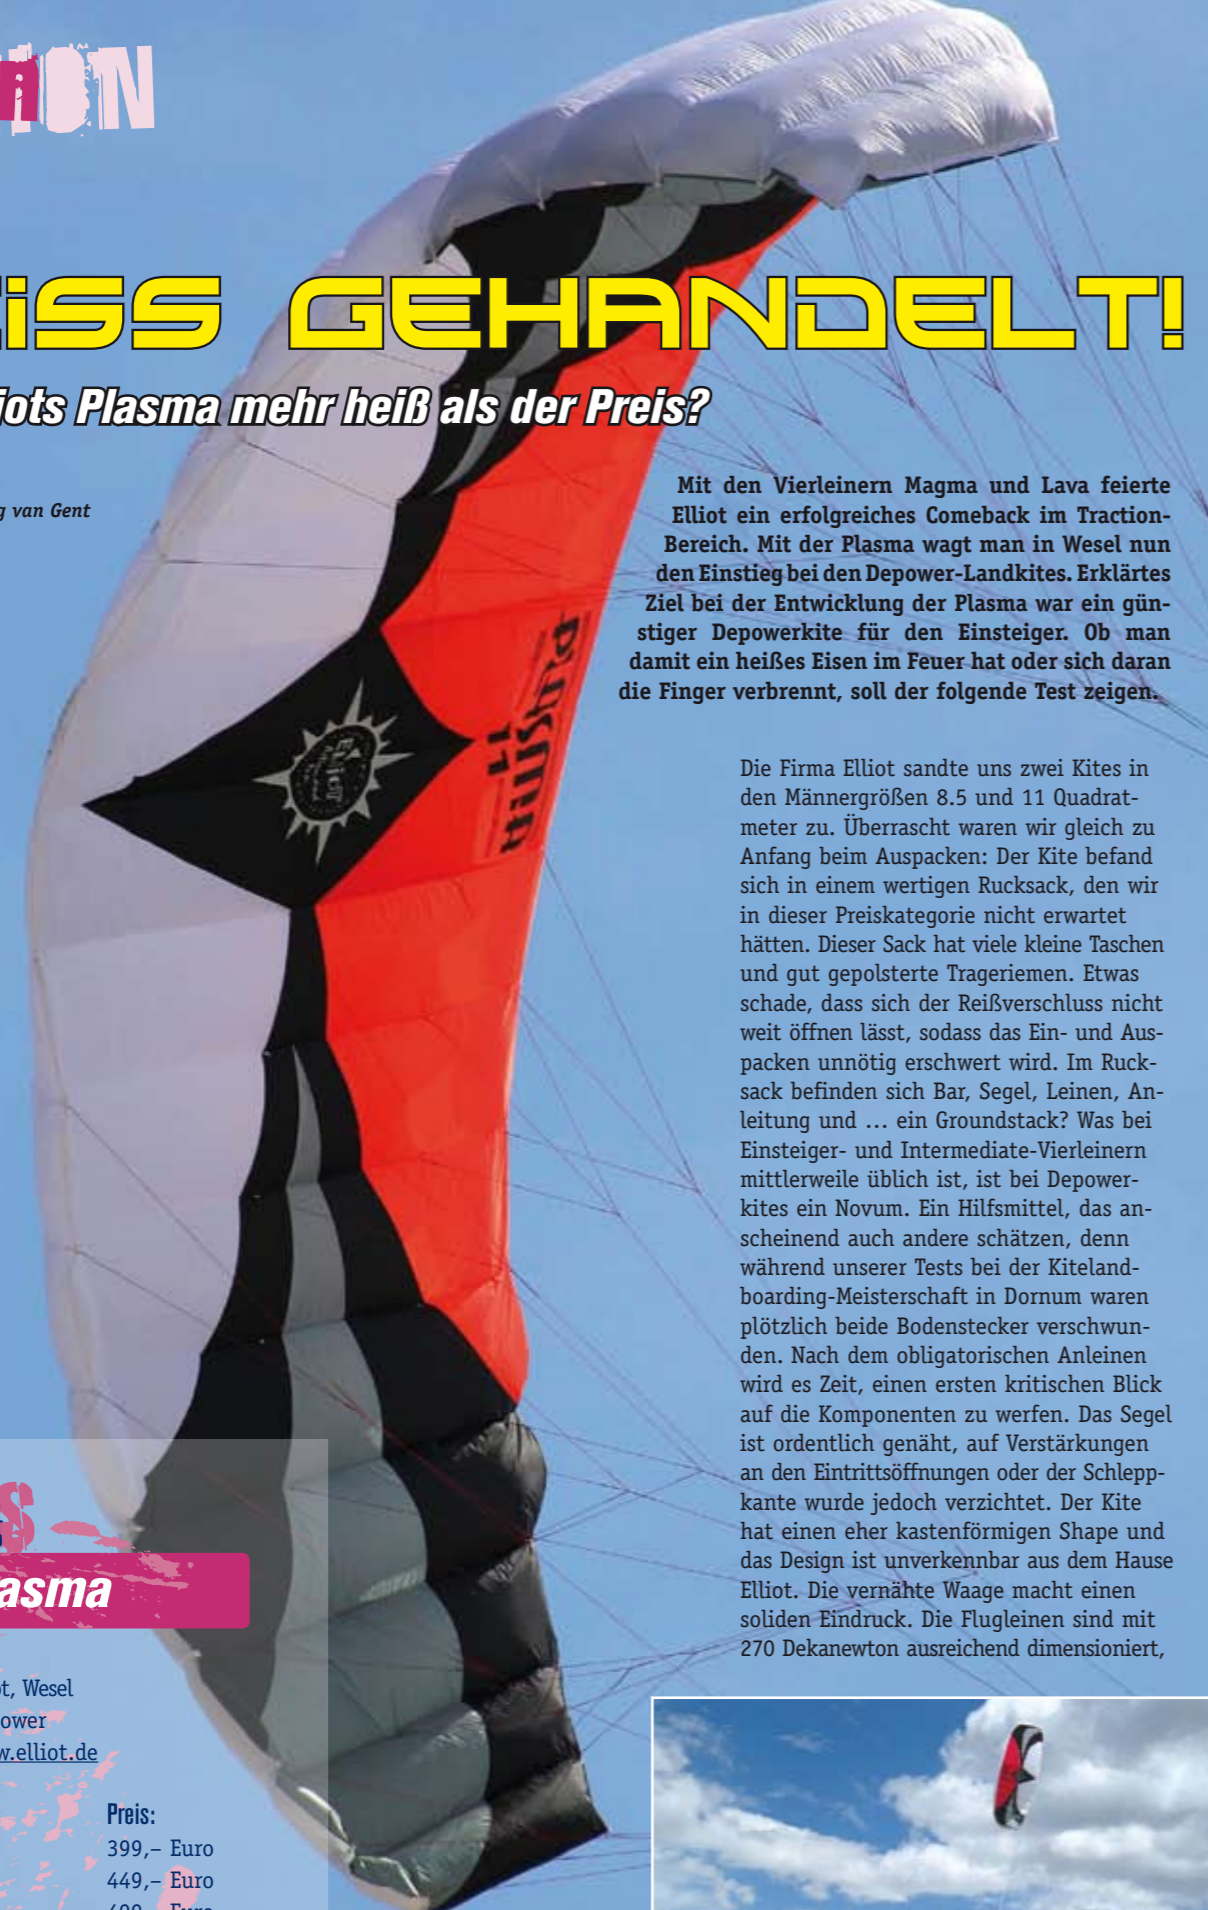 iSS GEHANDELT!
iots Plasma mehr heiß als der Preis?
g van Gent
Mit den Vierleinern Magma und Lava feierte
Elliot ein erfolgreiches Comeback im Traction-
Bereich. Mit der Plasma wagt man in Wesel nun
den Einstieg bei den Depower-Landkites. Erklärtes
Ziel bei der Entwicklung der Plasma war ein gün-
stiger Depowerkite für den Einsteiger. Ob man
damit ein heißes Eisen im Feuer hat oder sich daran
die Finger verbrennt, soll der folgende Test zeigen.
Die Firma Elliot sandte uns zwei Kites in
den Männergrößen 8.5 und 11 Quadrat-
meter zu. Überrascht waren wir gleich zu
Anfang beim Auspacken: Der Kite befand
sich in einem wertigen Rucksack, den wir
in dieser Preiskategorie nicht erwartet
hätten. Dieser Sack hat viele kleine Taschen
und gut gepolsterte Trageriemen. Etwas
schade, dass sich der Reißverschluss nicht
weit öffnen lässt, sodass das Ein- und Aus-
packen unnötig erschwert wird. Im Ruck-
sack befinden sich Bar, Segel, Leinen, An-
leitung und … ein Groundstack? Was bei
Einsteiger- und Intermediate-Vierleinern
mittlerweile üblich ist, ist bei Depower-
kites ein Novum. Ein Hilfsmittel, das an-
scheinend auch andere schätzen, denn
während unserer Tests bei der Kiteland-
boarding-Meisterschaft in Dornum waren
plötzlich beide Bodenstecker verschwun-
den. Nach dem obligatorischen Anleinen
wird es Zeit, einen ersten kritischen Blick
auf die Komponenten zu werfen. Das Segel
ist ordentlich genäht, auf Verstärkungen
an den Eintrittsöffnungen oder der Schlepp-
kante wurde jedoch verzichtet. Der Kite
hat einen eher kastenförmigen Shape und
das Design ist unverkennbar aus dem Hause
Elliot. Die vernähte Waage macht einen
soliden Eindruck. Die Flugleinen sind mit
270 Dekanewton ausreichend dimensioniert,
plasma
11
Elliot
S
asma
t, Wesel
ower
w.elliot.de
Preis:
399,– Euro
449,– Euro